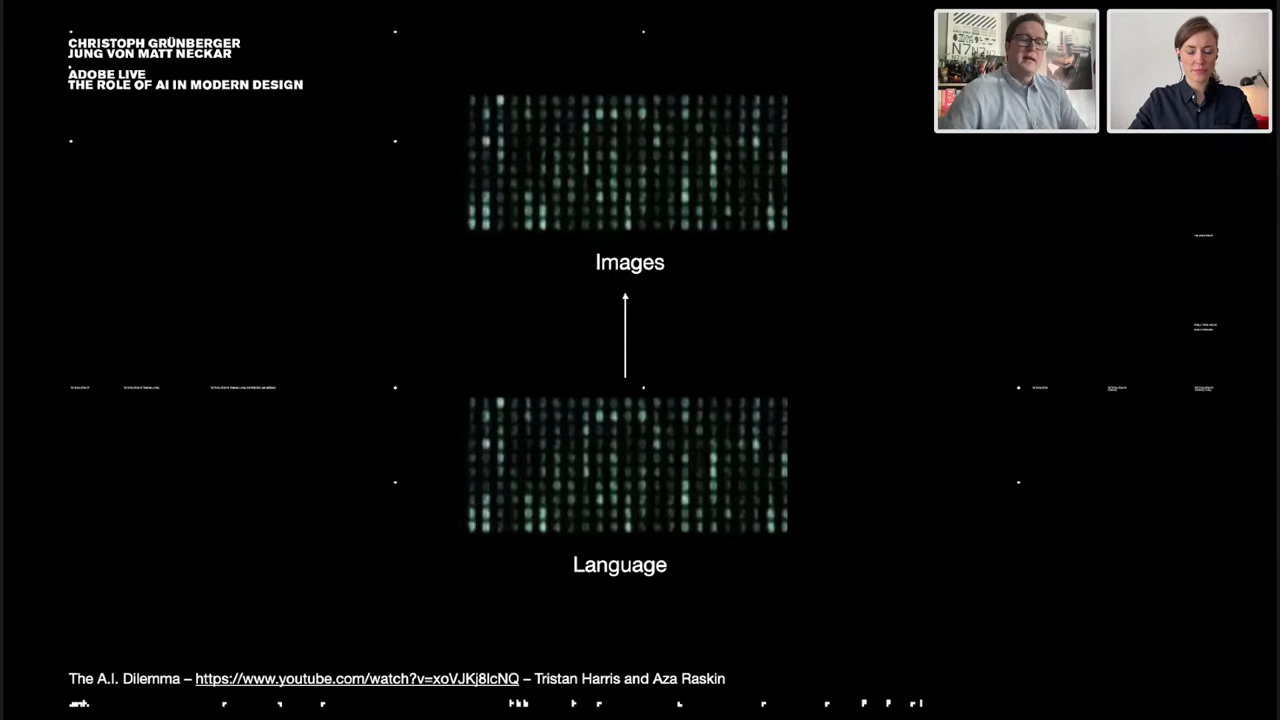 CHRISTOPH GRÜNBERGER
JUNG VON MATT NECKAR
ADOBE LIVE
THE ROLE OF AI IN MODERN DESIGN
N7N7
Images
Language
The A.I. Dilemma – https://www.youtube.com/watch?v=xoVJKj8lcNQ – Tristan Harris and Aza Raskin